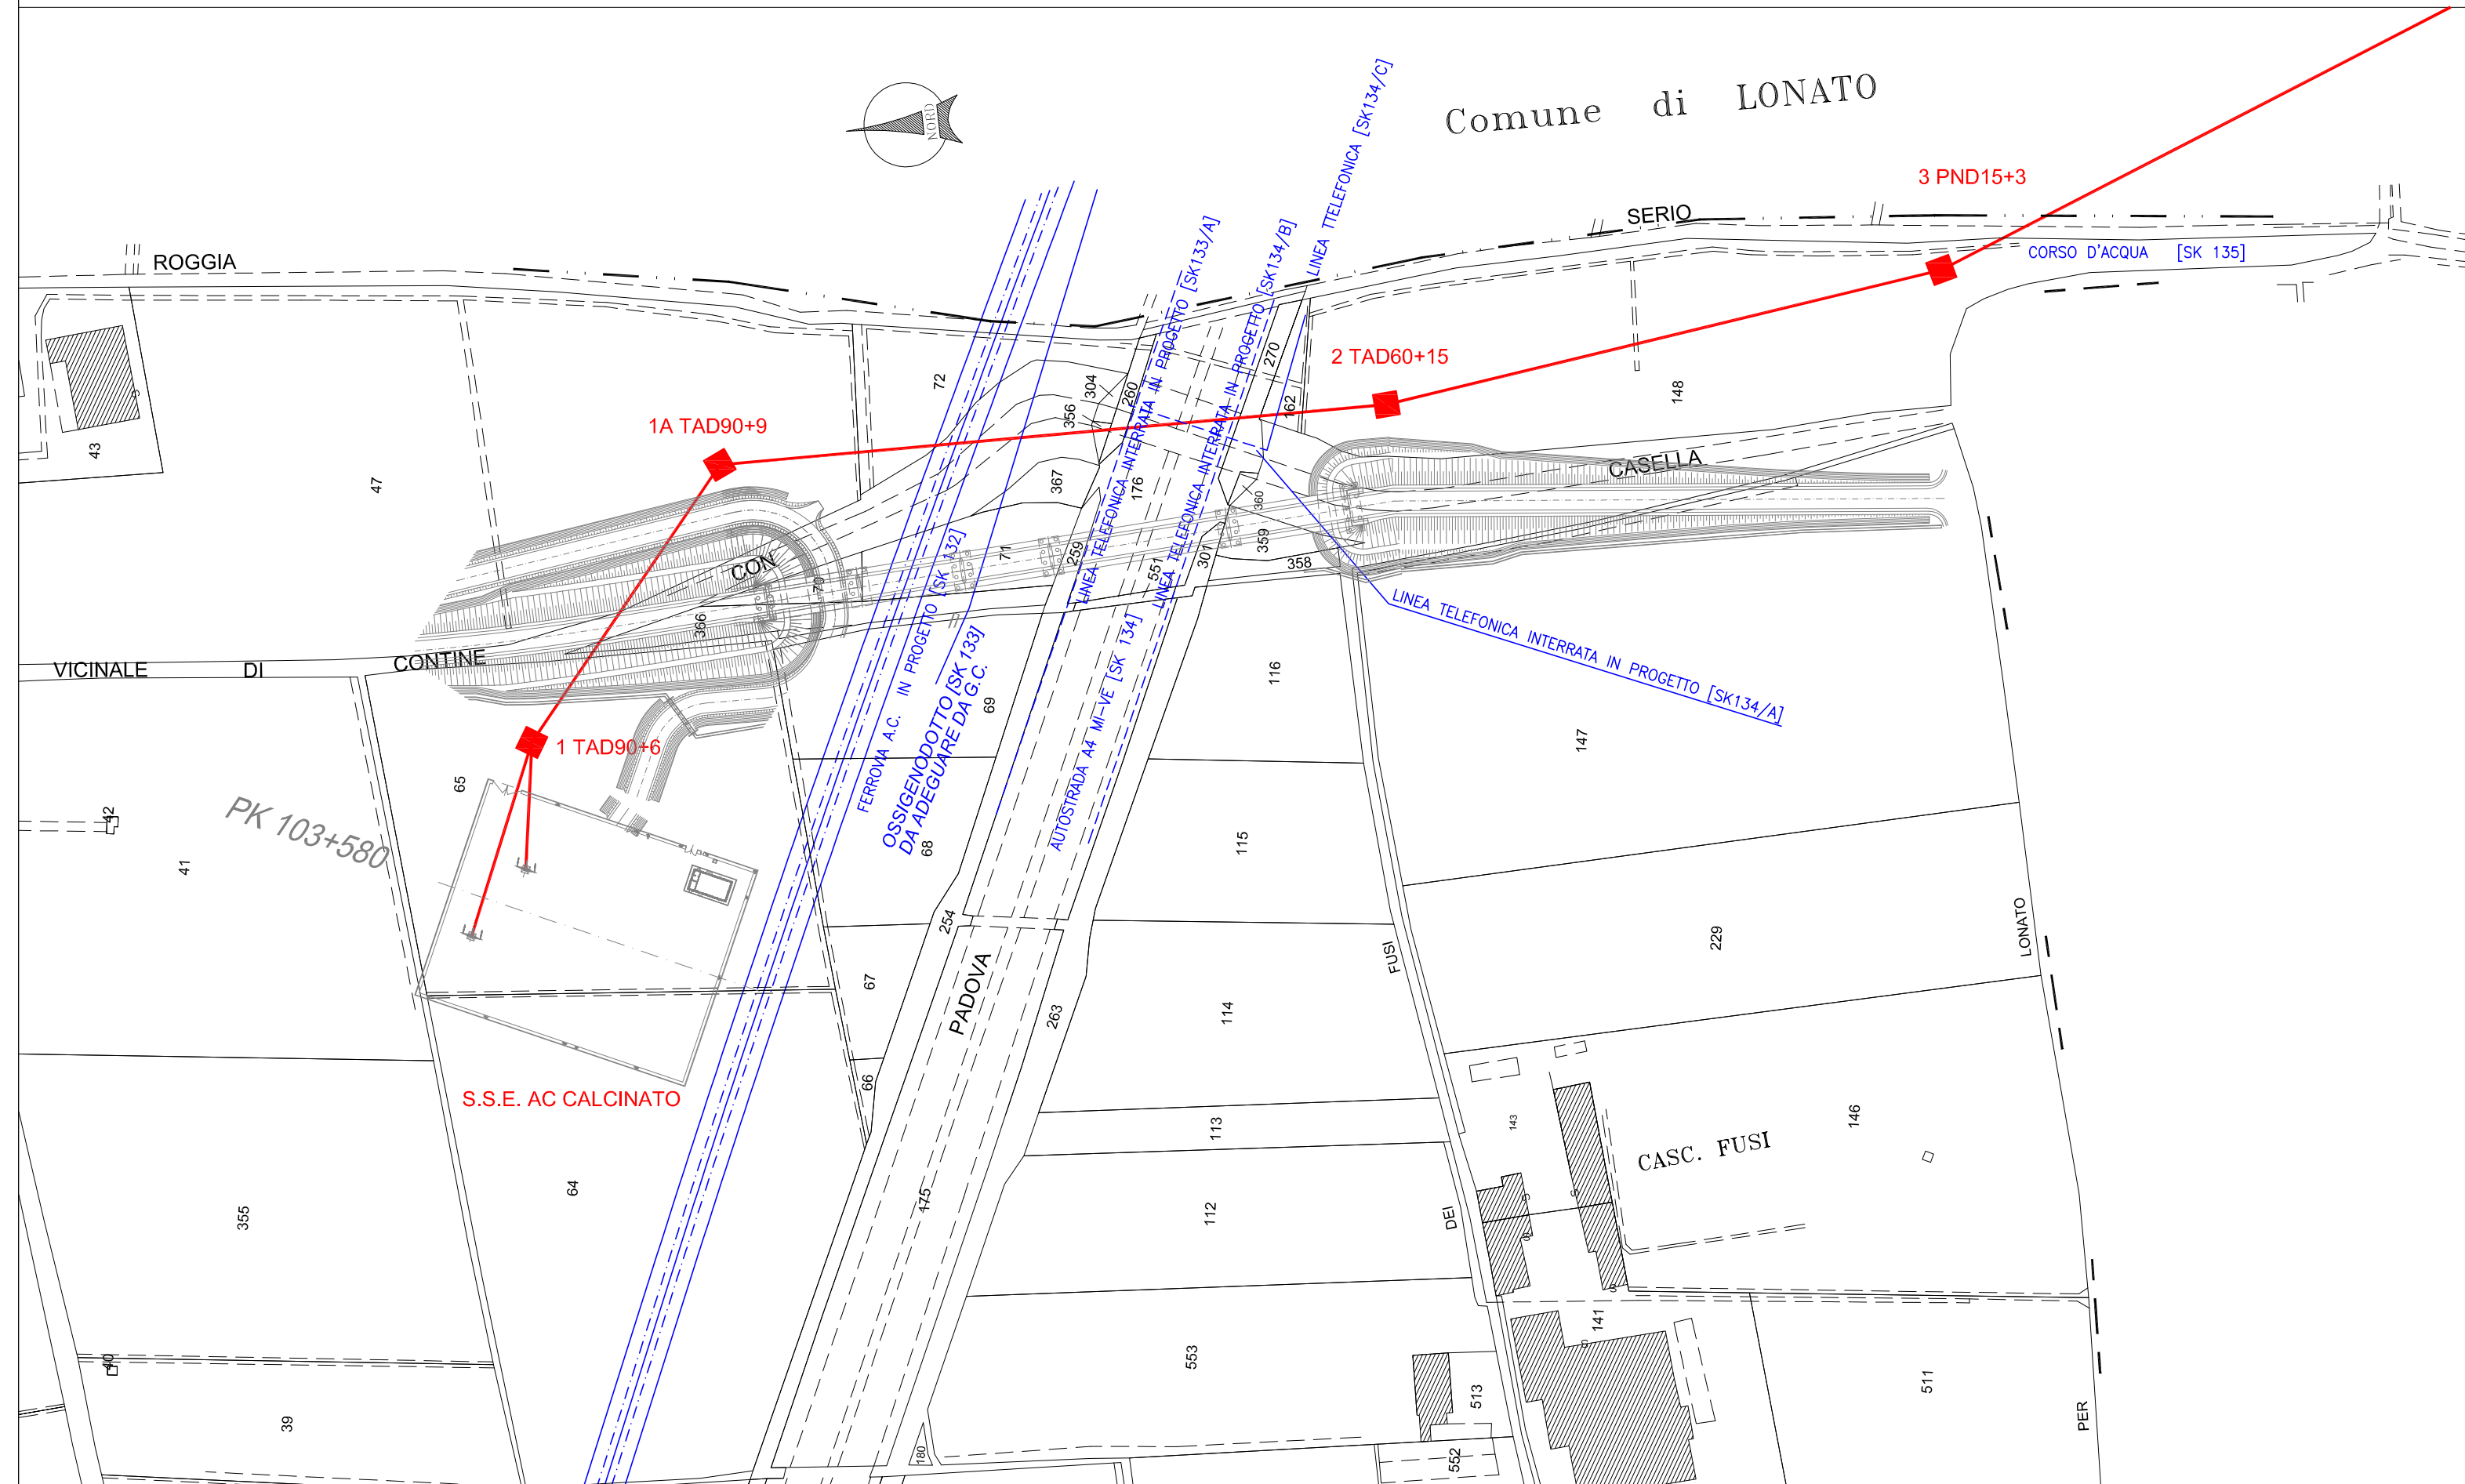 Comune di LONATO
NORD
3 PND15+3
SERIO
ROGGIA
CORSO D'ACQUA [SK 135]
LINEA TTELEFONICA [SK134/C]
LINEA TELEFONICA INTERRATA IN PROGETTO [SK133/A]
LINEA TELEFONICA INTERRATA IN PROGETTO [SK134/B]
2 TAD60+15
1A TAD90+9
72
304
260
356
270
162
148
43
47
367
176
360
CASELLA
CON
70
71
259
551
301
359
358
366
VICINALE DI CONTINE
LINEA TELEFONICA INTERRATA IN PROGETTO [SK134/A]
FERROVIA A.C. IN PROGETTO [SK 132]
OSSIGENODOTTO [SK 133]
DA ADEGUARE DA G.C.
AUTOSTRADA A4 MI-VE [SK 134]
1 TAD90+6
69
116
147
65
PK 103+580
42
41
68
115
254
67
PADOVA
263
114
FUSI
229
LONATO
66
S.S.E. AC CALCINATO
113
143
CASC. FUSI
146
64
355
475
112
DEI
S
S
S
S
S
S
141
553
40
39
513
511
PER
180
552